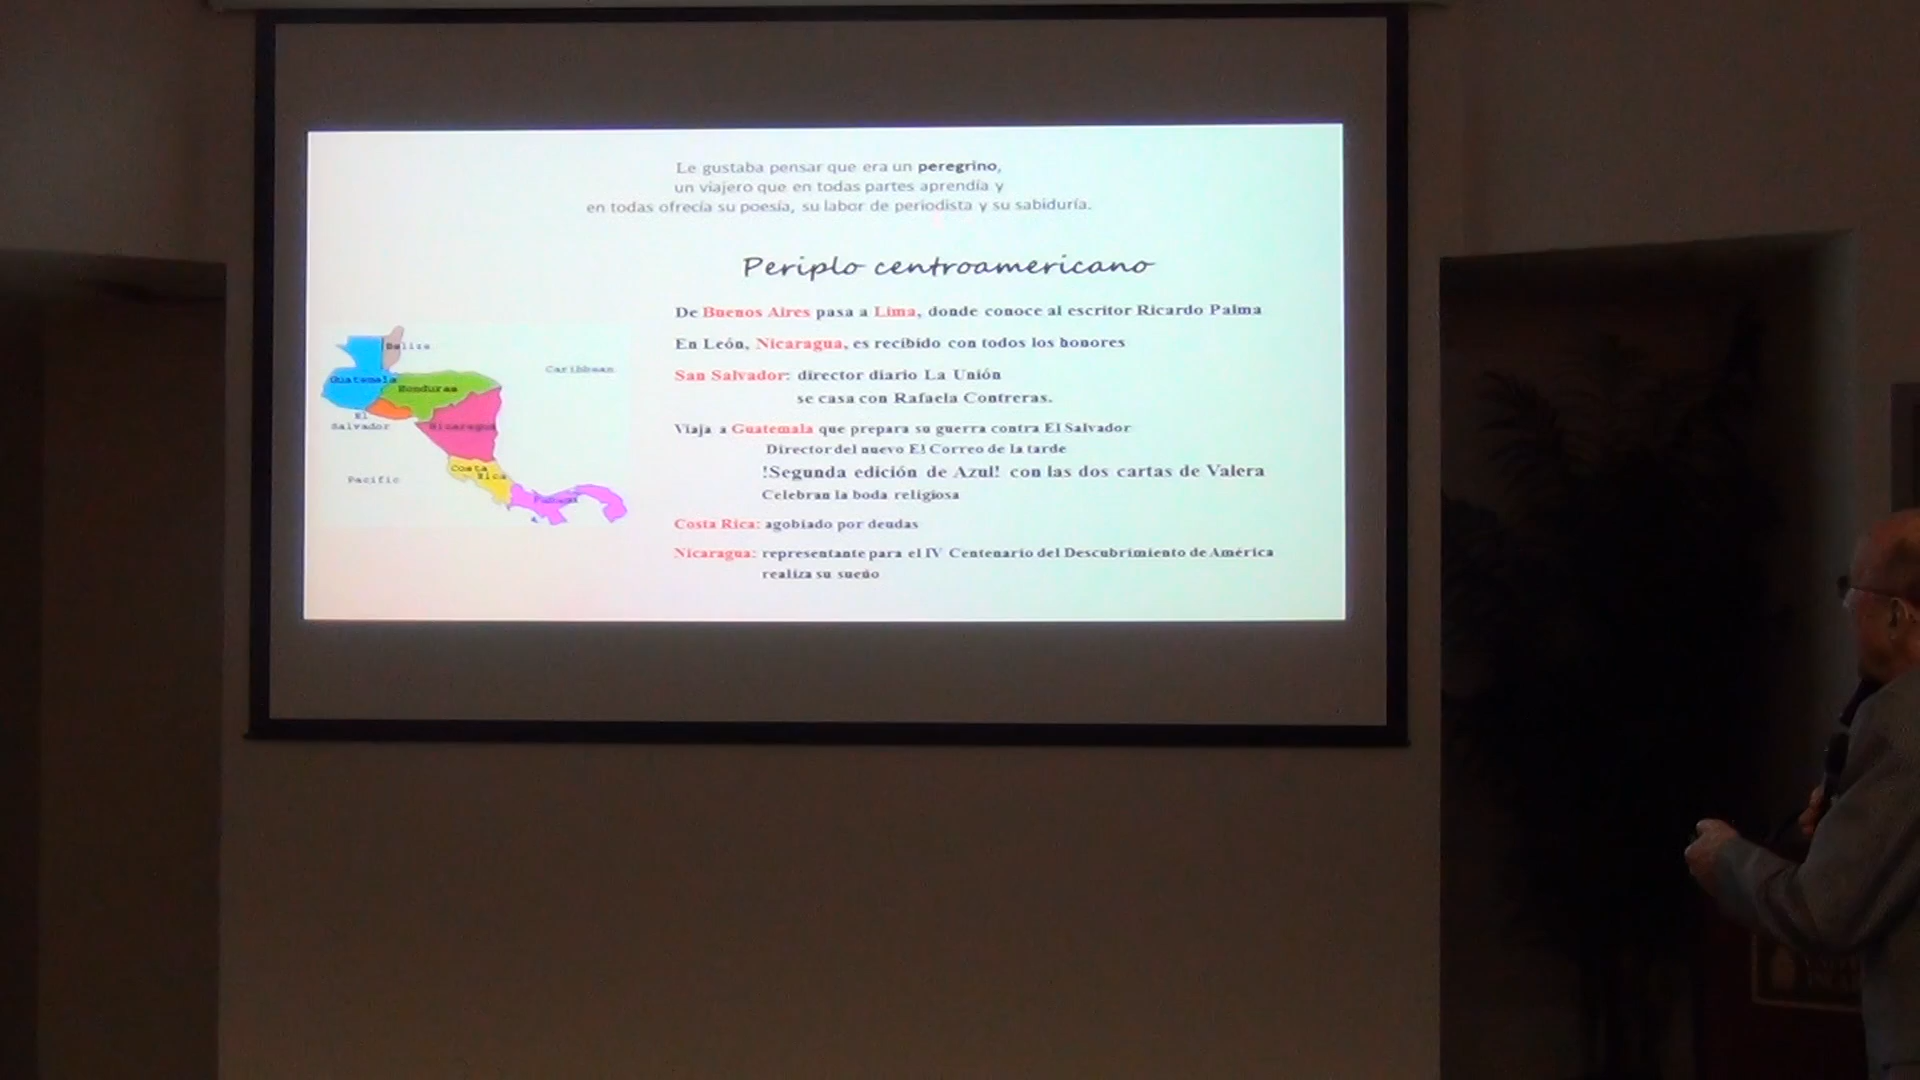 Le gustaba pensar que era un peregrino,
un viajero que en todas partes aprendía y
en todas ofrecía su poesía, su labor de periodista y su sabiduría.
Periplo centroamericano
De Buenos Aires pasa a Lima, donde conoce al escritor Ricardo Palma
En León, Nicaragua, es recibido con todos los honores
San Salvador: director diario La Unión
se casa con Rafaela Contreras.
Viaja a Guatemala que prepara su guerra contra El Salvador
Director del nuevo El Correo de la tarde
!Segunda edición de Azul! con las dos cartas de Valera
Celebran la boda religiosa
Costa Rica: agobiado por deudas
Nicaragua: representante para el IV Centenario del Descubrimiento de América
realiza su sueño
Belize
Caribbean
Guatemala
Honduras
El
Salvador
Nicaragua
Costa
Rica
Pacific
Panama